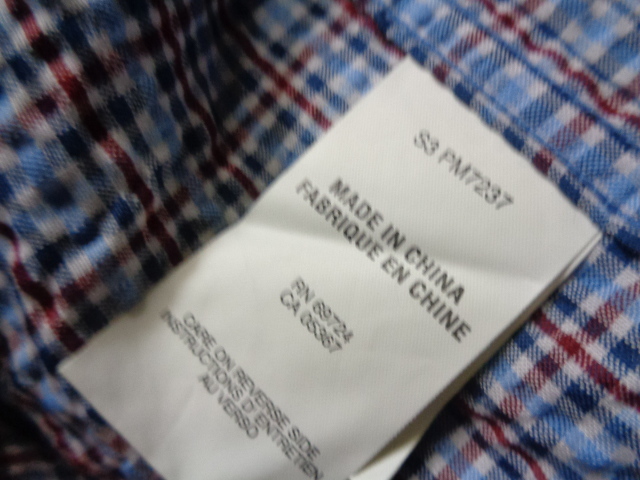 S3 PM7237
MADE IN CHINA
FABRIQUE EN CHINE
RN 69724
CA 05367
CARE ON REVERSE SIDE
INSTRUCTIONS D'ENTRETIEN
AU VERSO